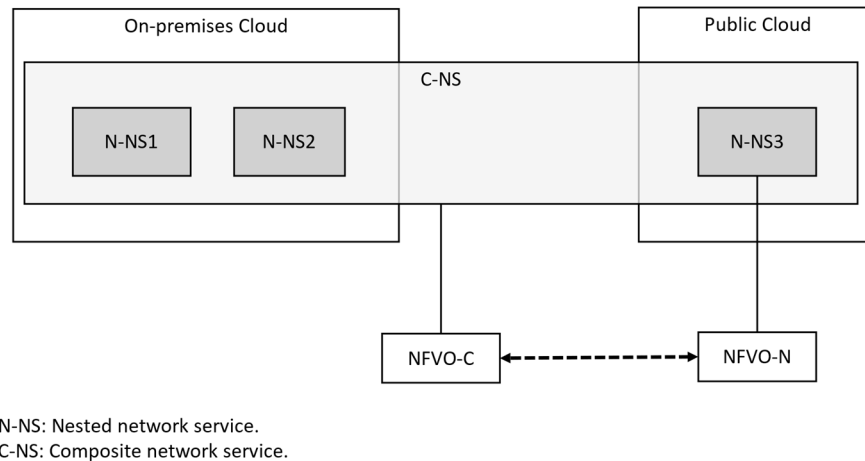 On-premises Cloud
Public Cloud
C-NS
N-NS1
N-NS2
N-NS3
NFVO-C
NFVO-N
N-NS: Nested network service.
C-NS: Composite network service.